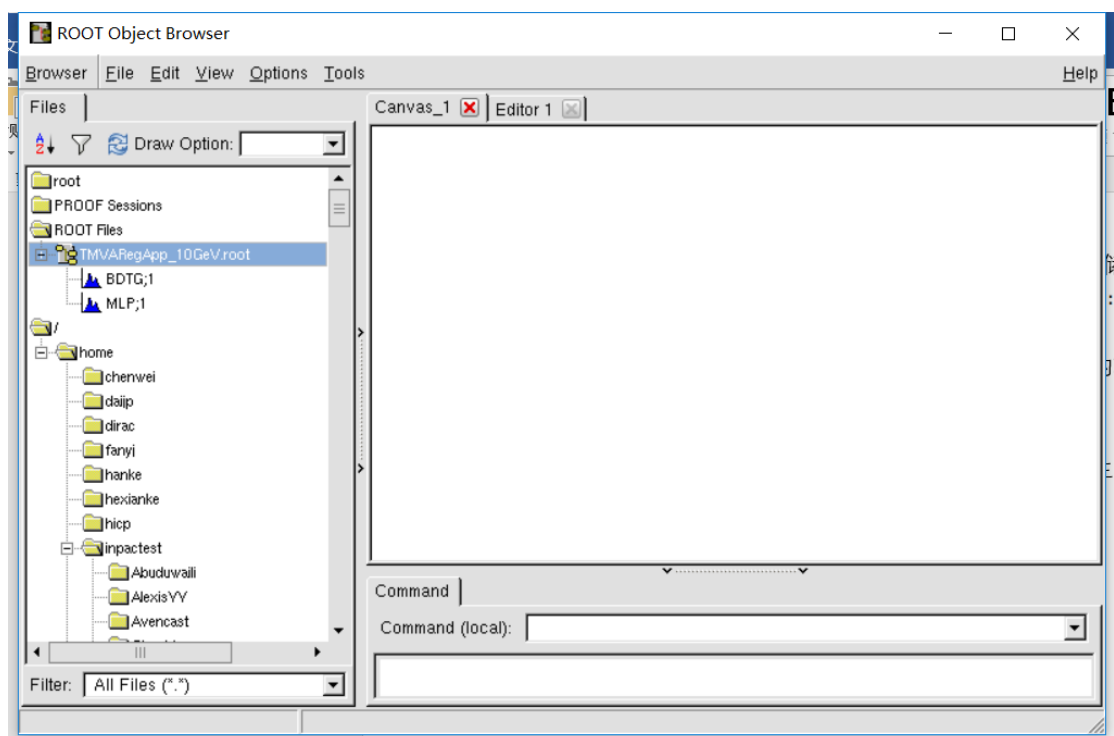 ROOT Object Browser
Browser File Edit View Options Tools Help
Files
Canvas_1 Editor 1
Draw Option:
root
PROOF Sessions
ROOT Files
TMVARegApp_10GeV.root
BDTG;1
MLP;1
/
home
chenwei
daijp
dirac
fanyi
hanke
hexianke
hicp
inpactest
Abuduwaili
AlexisYY
Avencast
Command
Command (local):
Filter: All Files (*.*)